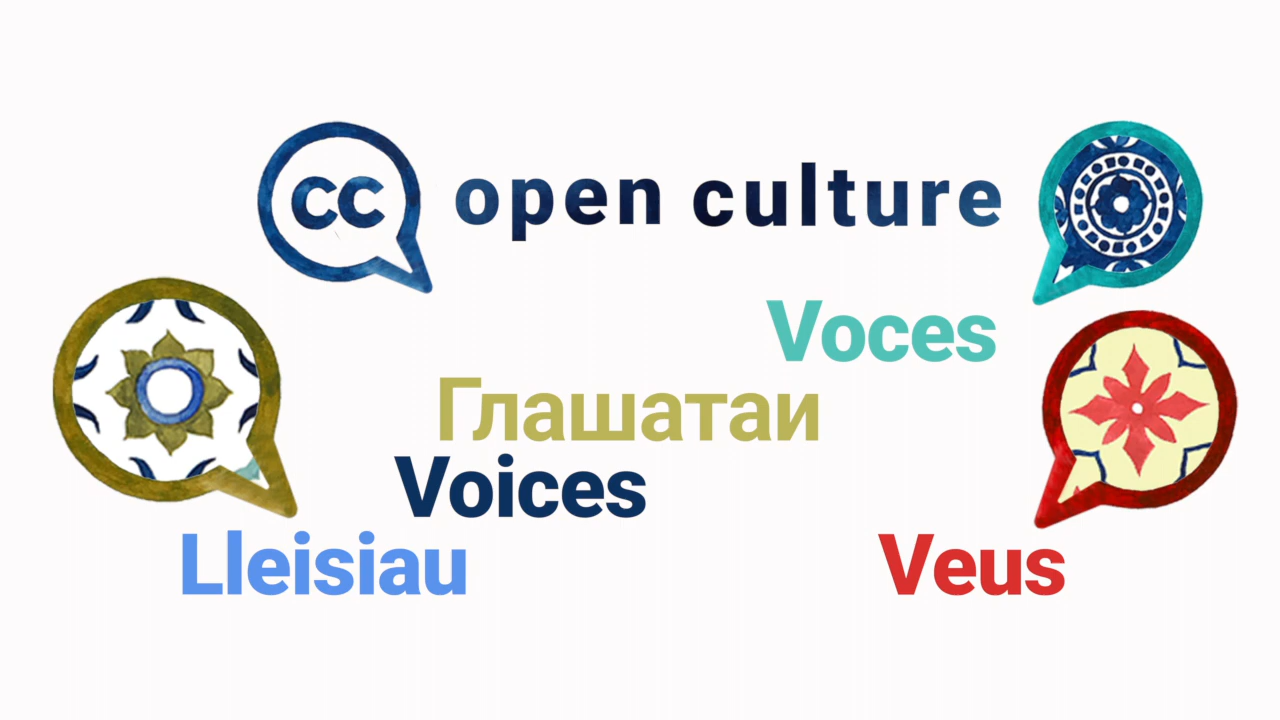 cc open culture
Voces
Глашатаи
Voices
Lleisiau
Veus